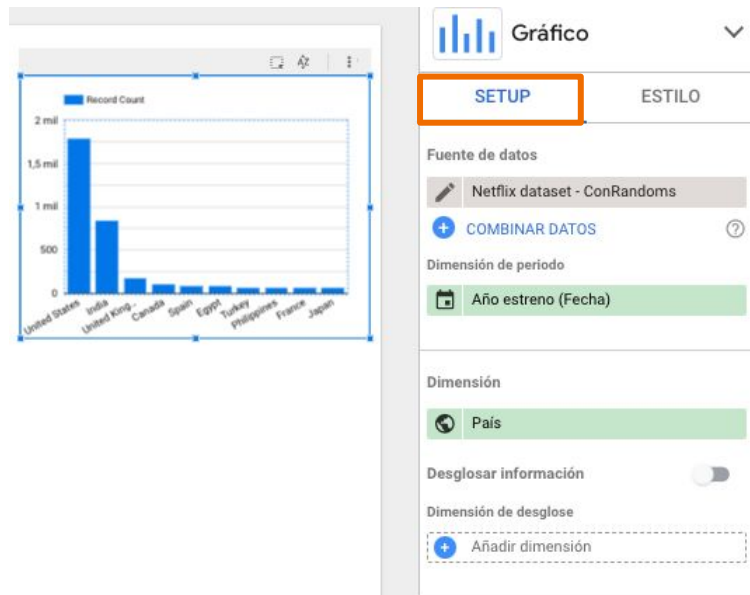 Record Count
2 mil
1,5 mil
1 mil
500
0
United States
India
United King...
Canada
Spain
Egypt
Turkey
Philippines
France
Japan
Gráfico
SETUP
ESTILO
Fuente de datos
Netflix dataset - ConRandoms
COMBINAR DATOS
Dimensión de periodo
Año estreno (Fecha)
Dimensión
País
Desglosar información
Dimensión de desglose
Añadir dimensión